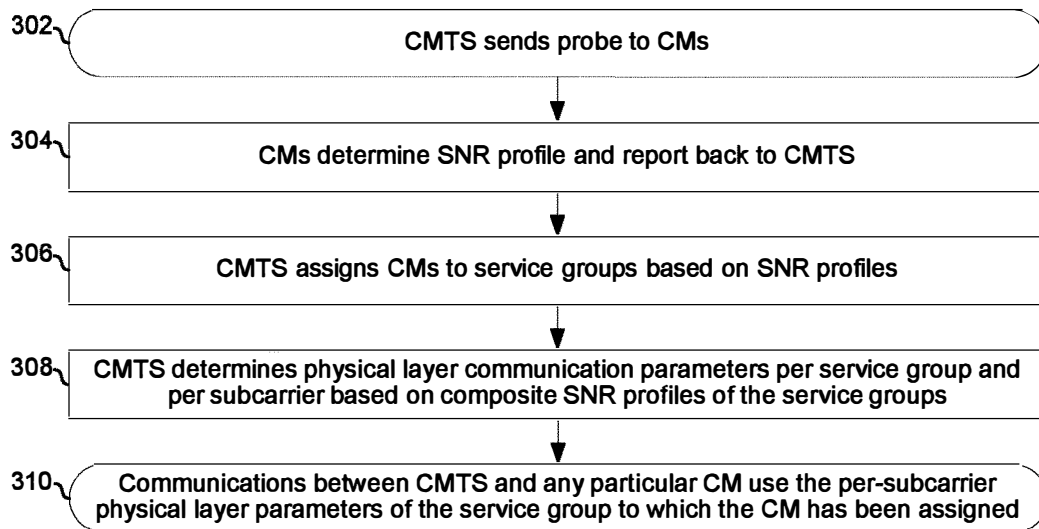 302
CMTS sends probe to CMs
304
CMs determine SNR profile and report back to CMTS
306
CMTS assigns CMs to service groups based on SNR profiles
308
CMTS determines physical layer communication parameters per service group and
per subcarrier based on composite SNR profiles of the service groups
310
Communications between CMTS and any particular CM use the per-subcarrier
physical layer parameters of the service group to which the CM has been assigned